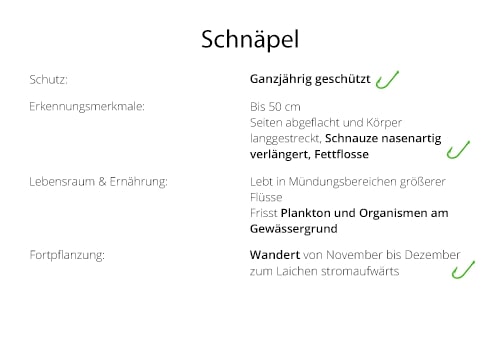 Schnäpel
Schutz:
Ganzjährig geschützt
Erkennungsmerkmale:
Bis 50 cm
Seiten abgeflacht und Körper
langgestreckt, Schnauze nasenartig
verlängert, Fettflosse
Lebensraum & Ernährung:
Lebt in Mündungsbereichen größerer
Flüsse
Frisst Plankton und Organismen am
Gewässergrund
Fortpflanzung:
Wandert von November bis Dezember
zum Laichen stromaufwärts